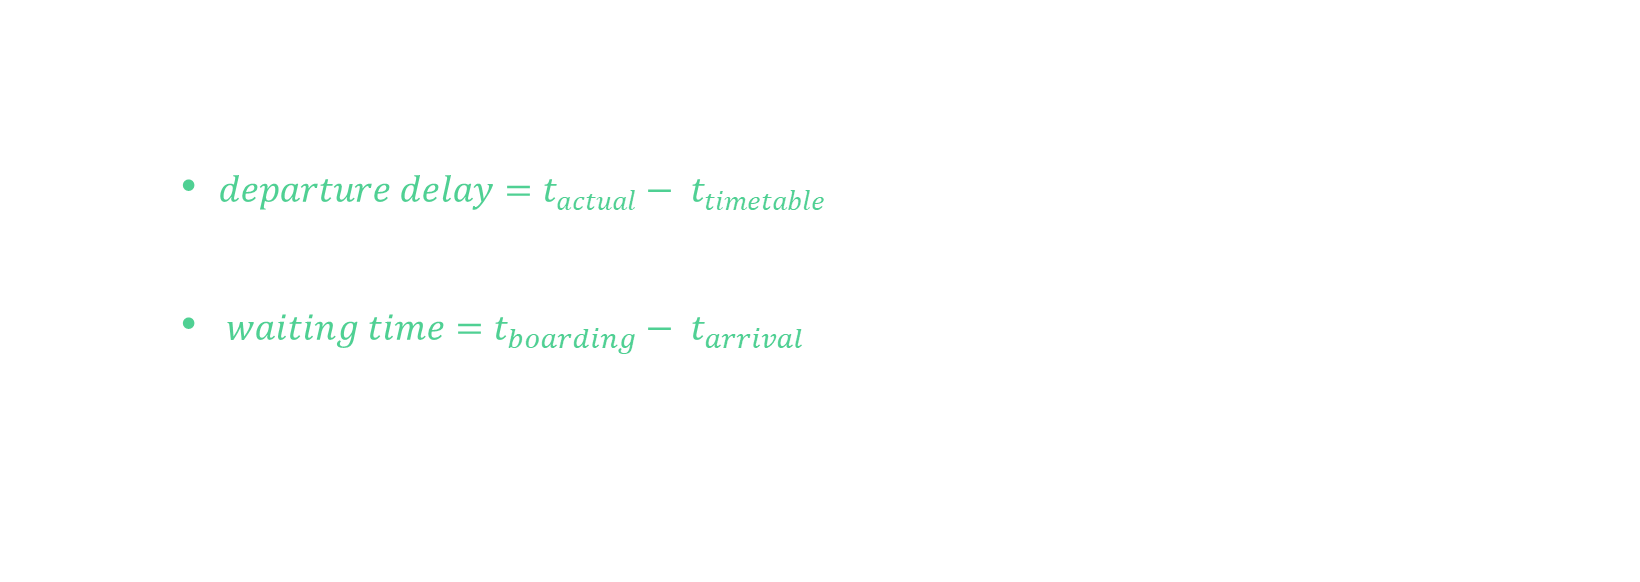 • departure delay = t_actual − t_timetable
• waiting time = t_boarding − t_arrival